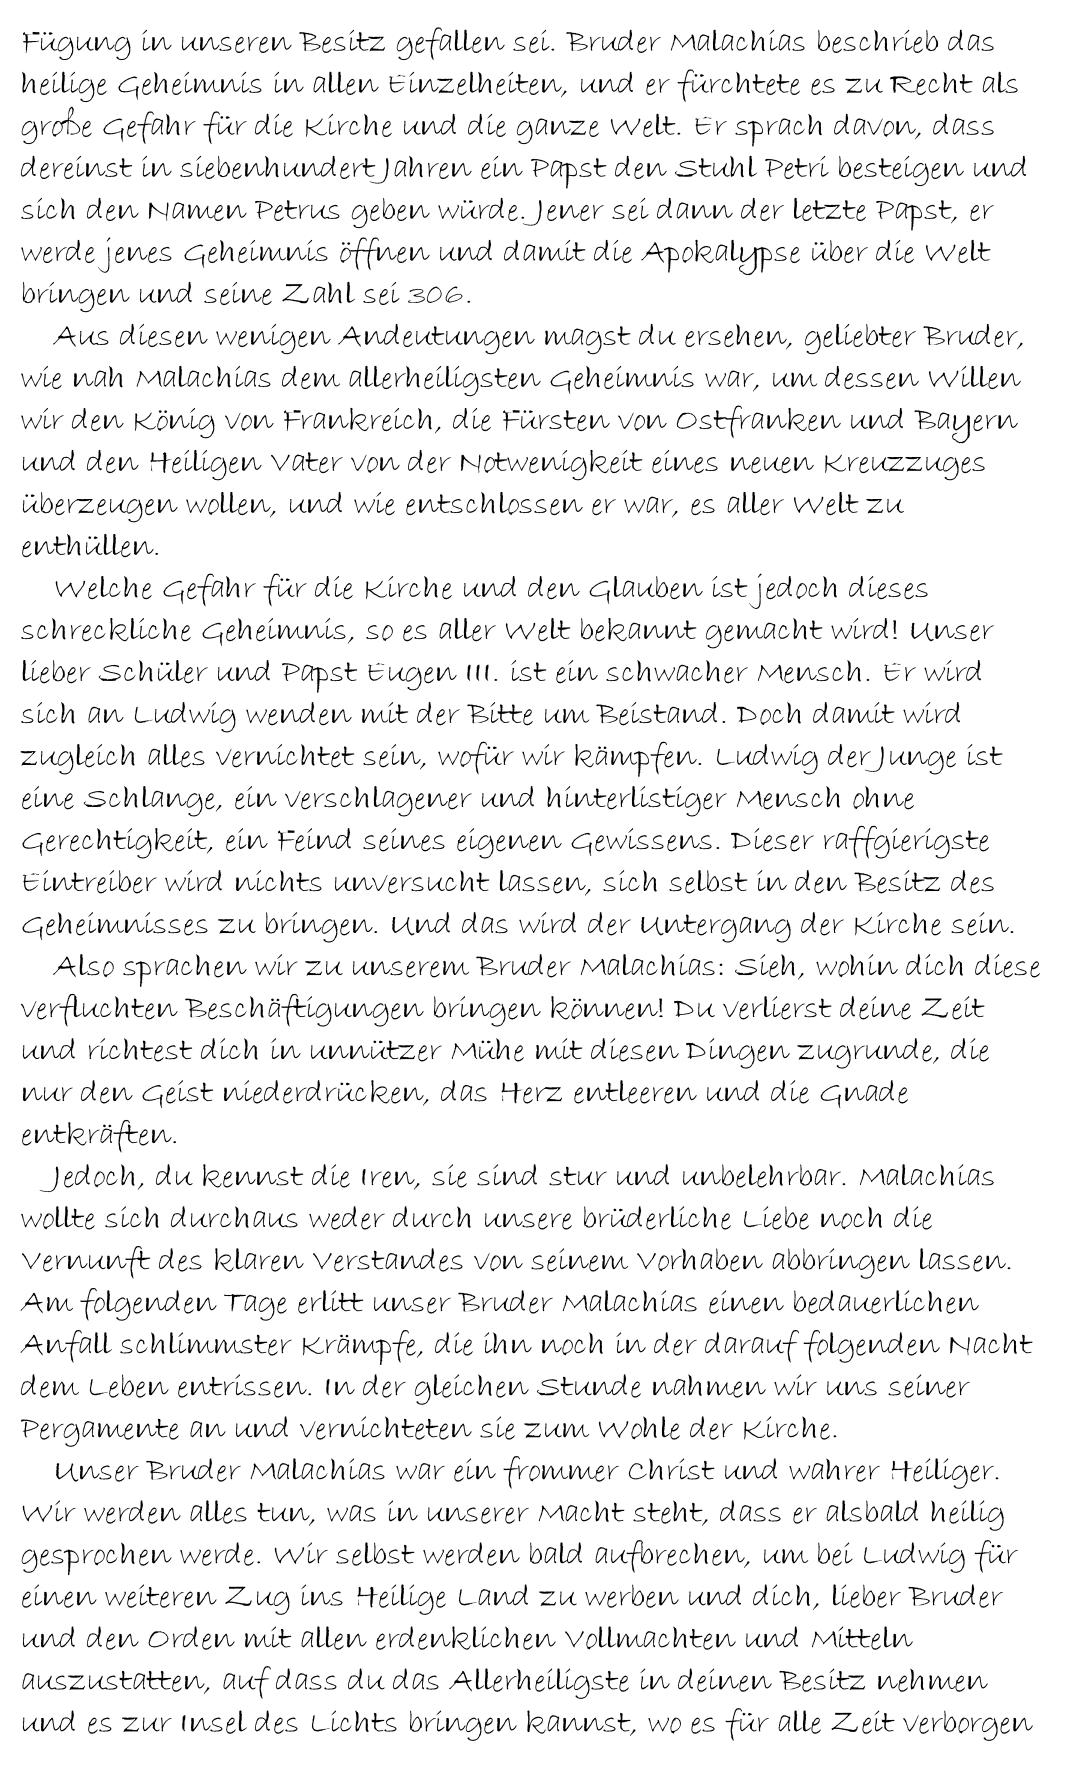 Fügung in unseren Besitz gefallen sei. Bruder Malachias beschrieb das
heilige Geheimnis in allen Einzelheiten, und er fürchtete es zu Recht als
große Gefahr für die Kirche und die ganze Welt. Er sprach davon, dass
dereinst in siebenhundert Jahren ein Papst den Stuhl Petri besteigen und
sich den Namen Petrus geben würde. Jener sei dann der letzte Papst, er
werde jenes Geheimnis öffnen und damit die Apokalypse über die Welt
bringen und seine Zahl sei 306.
Aus diesen wenigen Andeutungen magst du ersehen, geliebter Bruder,
wie nah Malachias dem allerheiligsten Geheimnis war, um dessen Willen
wir den König von Frankreich, die Fürsten von Ostfranken und Bayern
und den Heiligen Vater von der Notwenigkeit eines neuen Kreuzzuges
überzeugen wollen, und wie entschlossen er war, es aller Welt zu
enthüllen.
Welche Gefahr für die Kirche und den Glauben ist jedoch dieses
schreckliche Geheimnis, so es aller Welt bekannt gemacht wird! Unser
lieber Schüler und Papst Eugen III. ist ein schwacher Mensch. Er wird
sich an Ludwig wenden mit der Bitte um Beistand. Doch damit wird
zugleich alles vernichtet sein, wofür wir kämpfen. Ludwig der Junge ist
eine Schlange, ein verschlagener und hinterlistiger Mensch ohne
Gerechtigkeit, ein Feind seines eigenen Gewissens. Dieser raffgierigste
Eintreiber wird nichts unversucht lassen, sich selbst in den Besitz des
Geheimnisses zu bringen. Und das wird der Untergang der Kirche sein.
Also sprachen wir zu unserem Bruder Malachias: Sieh, wohin dich diese
verfluchten Beschäftigungen bringen können! Du verlierst deine Zeit
und richtest dich in unnützer Mühe mit diesen Dingen zugrunde, die
nur den Geist niederdrücken, das Herz entleeren und die Gnade
entkräften.
Jedoch, du kennst die Iren, sie sind stur und unbelehrbar. Malachias
wollte sich durchaus weder durch unsere brüderliche Liebe noch die
Vernunft des klaren Verstandes von seinem Vorhaben abbringen lassen.
Am folgenden Tage erlitt unser Bruder Malachias einen bedauerlichen
Anfall schlimmster Krämpfe, die ihn noch in der darauf folgenden Nacht
dem Leben entrissen. In der gleichen Stunde nahmen wir uns seiner
Pergamente an und vernichteten sie zum Wohle der Kirche.
Unser Bruder Malachias war ein frommer Christ und wahrer Heiliger.
Wir werden alles tun, was in unserer Macht steht, dass er alsbald heilig
gesprochen werde. Wir selbst werden bald aufbrechen, um bei Ludwig für
einen weiteren Zug ins Heilige Land zu werben und dich, lieber Bruder
und den Orden mit allen erdenklichen Vollmachten und Mitteln
auszustatten, auf dass du das Allerheiligste in deinen Besitz nehmen
und es zur Insel des Lichts bringen kannst, wo es für alle Zeit verborgen